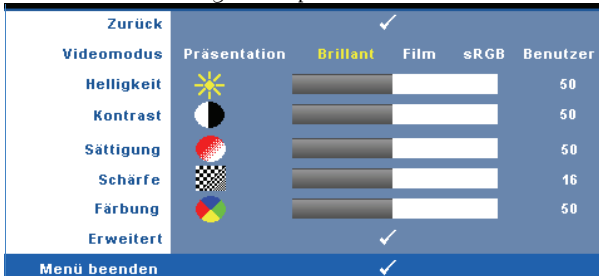 Zurück
Videomodus Präsentation Brillant Film sRGB Benutzer
Helligkeit 50
Kontrast 50
Sättigung 50
Schärfe 16
Färbung 50
Erweitert
Menü beenden